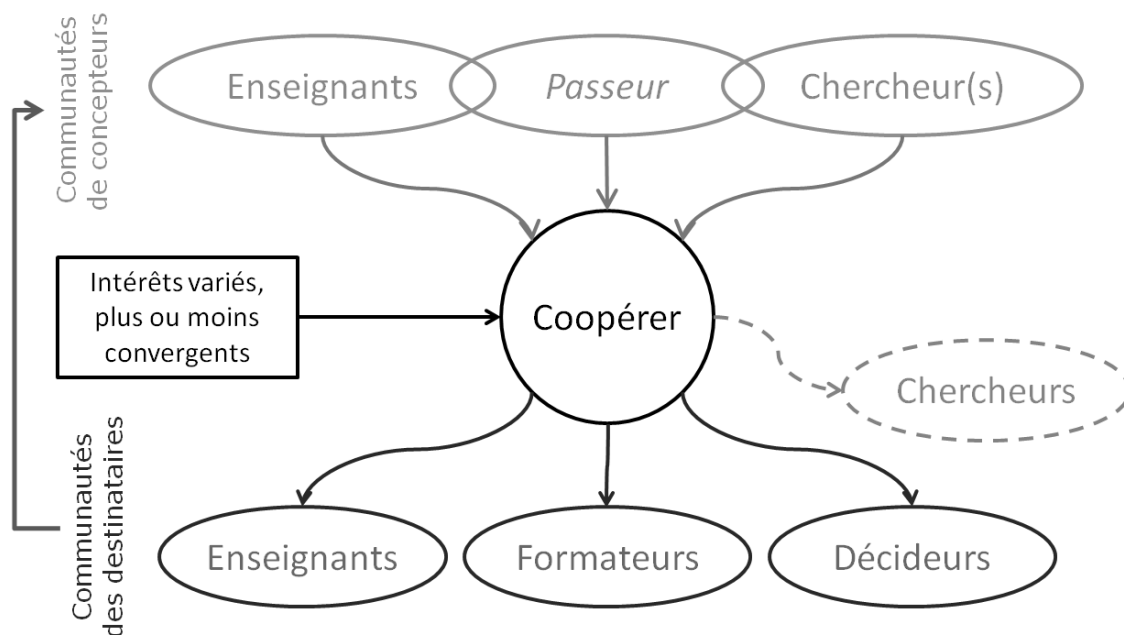 Communautés
de concepteurs
Enseignants
Passeur
Chercheur(s)
Intérêts variés,
plus ou moins
convergents
Coopérer
Chercheurs
Communautés
des destinataires
Enseignants
Formateurs
Décideurs